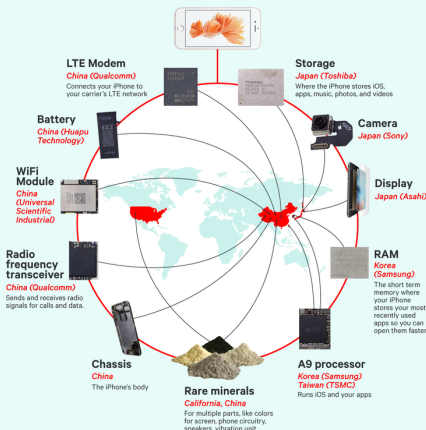 LTE Modem
China (Qualcomm)
Connects your iPhone to
your carrier's LTE network
Storage
Japan (Toshiba)
Where the iPhone stores iOS,
apps, music, photos, and videos
Battery
China (Huapu
Technology)
Camera
Japan (Sony)
WiFi
Module
China
(Universal
Scientific
Industrial)
Display
Japan (Asahi)
Radio
frequency
transceiver
China (Qualcomm)
Sends and receives radio
signals for calls and data.
RAM
Korea
(Samsung)
The short term
memory where
your iPhone
stores your most
recently used
apps so you can
open them faster
Chassis
China
The iPhone's body
Rare minerals
California, China
For multiple parts, like colors
for screen, phone circuitry,
speakers, vibration unit
A9 processor
Korea (Samsung)
Taiwan (TSMC)
Runs iOS and your apps